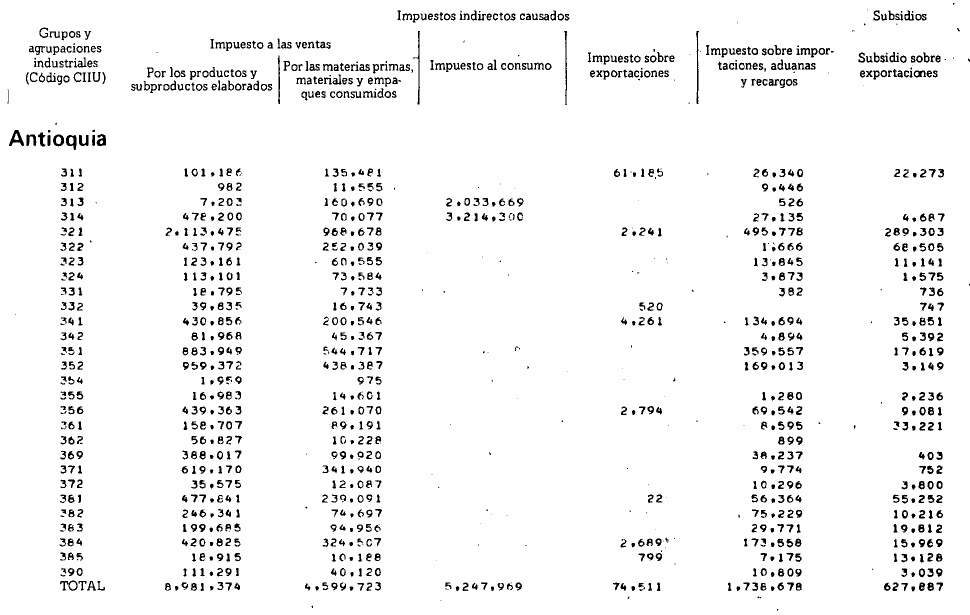 Impuestos indirectos causados Subsidios
Grupos y agrupaciones industriales (Código CIIU) Impuesto a las ventas Impuesto al consumo Impuesto sobre exportaciones Impuesto sobre importaciones, aduanas y recargos Subsidio sobre exportaciones
Por los productos y subproductos elaborados Por las materias primas, materiales y empaques consumidos
Antioquia
311 101,186 135,481 61,185 26,340 22,273
312 982 11,555 9,446
313 7,203 160,690 2,033,669 526
314 478,200 70,077 3,214,300 27,135 4,687
321 2,113,475 968,678 2,241 495,778 289,303
322 437,792 252,039 1,666 68,505
323 123,161 60,555 13,845 11,141
324 113,101 73,584 3,873 1,575
331 18,795 7,733 382 736
332 39,835 16,743 520 747
341 430,856 200,546 4,261 134,694 35,851
342 81,968 45,367 4,894 5,392
351 883,949 544,717 359,557 17,619
352 959,372 438,387 169,013 3,149
354 1,959 975
355 16,983 14,601 1,280 2,236
356 439,363 261,070 2,794 69,542 9,081
361 158,707 89,191 8,595 33,221
362 56,827 10,228 899
369 388,017 99,920 38,237 403
371 619,170 341,940 9,774 752
372 35,575 12,087 10,296 3,800
381 477,841 239,091 22 56,364 55,252
382 246,341 74,697 75,229 10,216
383 199,685 94,956 29,771 19,812
384 420,825 324,507 2,689 173,558 15,969
385 18,915 10,188 799 7,175 13,128
390 111,291 40,120 10,809 3,039
TOTAL 8,981,374 4,599,723 5,247,969 74,511 1,738,678 627,887